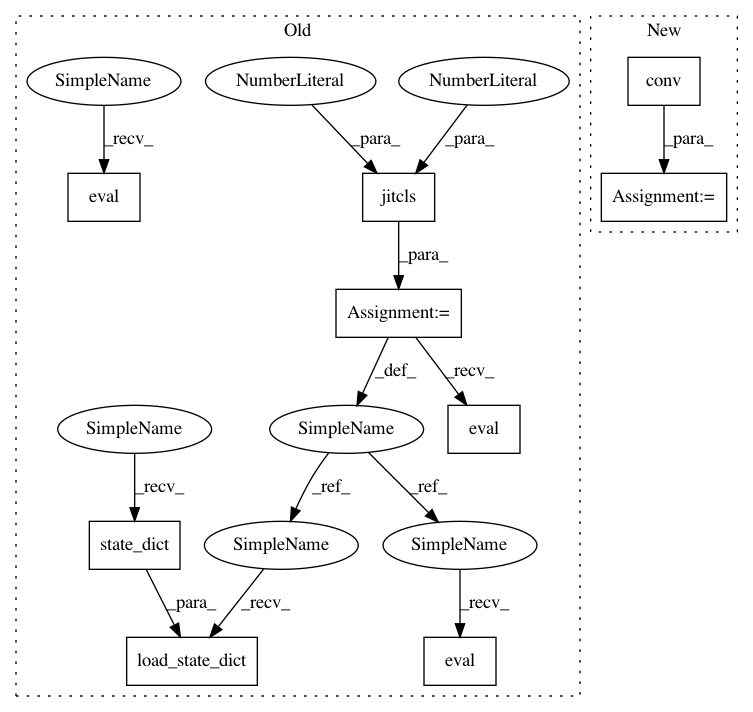 Old
New
SimpleName
NumberLiteral
NumberLiteral
conv
_recv_
_para_
_para_
_para_
eval
jitcls
Assignment:=
_para_
Assignment:=
_def_
_recv_
SimpleName
SimpleName
eval
_recv_
_ref_
_ref_
state_dict
SimpleName
SimpleName
_para_
_recv_
_recv_
load_state_dict
eval